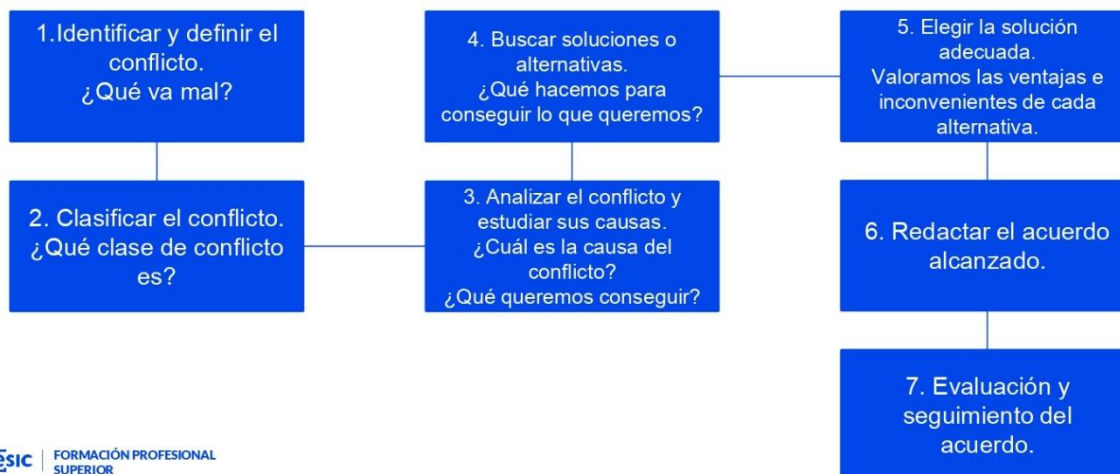 1.Identificar y definir el
conflicto.
¿Qué va mal?
2. Clasificar el conflicto.
¿Qué clase de conflicto
es?
3. Analizar el conflicto y
estudiar sus causas.
¿Cuál es la causa del
conflicto?
¿Qué queremos conseguir?
4. Buscar soluciones o
alternativas.
¿Qué hacemos para
conseguir lo que queremos?
5. Elegir la solución
adecuada.
Valoramos las ventajas e
inconvenientes de cada
alternativa.
6. Redactar el acuerdo
alcanzado.
7. Evaluación y
seguimiento del
acuerdo.
ESIC
FORMACIÓN PROFESIONAL
SUPERIOR